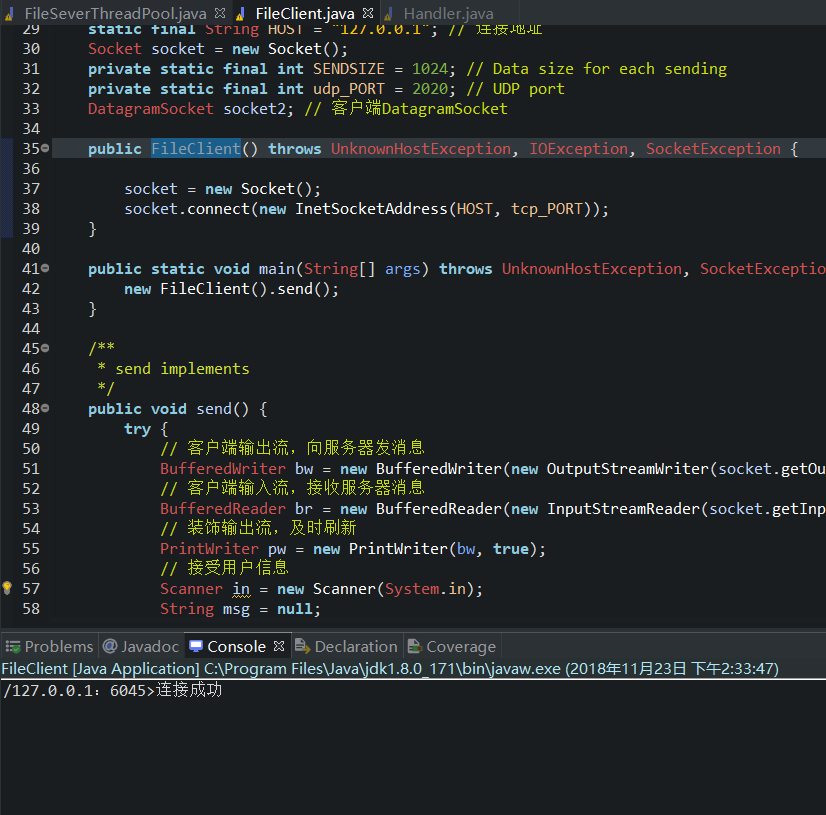 FileSeverThreadPool.java FileClient.java Handler.java
29 static final String HOST = "127.0.0.1"; // 连接地址
30 Socket socket = new Socket();
31 private static final int SENDSIZE = 1024; // Data size for each sending
32 private static final int udp_PORT = 2020; // UDP port
33 DatagramSocket socket2; // 客户端DatagramSocket
34
35 public FileClient() throws UnknownHostException, IOException, SocketException {
36
37 socket = new Socket();
38 socket.connect(new InetSocketAddress(HOST, tcp_PORT));
39 }
40
41 public static void main(String[] args) throws UnknownHostException, SocketExceptio
42 new FileClient().send();
43 }
44
45 /**
46 * send implements
47 */
48 public void send() {
49 try {
50 // 客户端输出流，向服务器发消息
51 BufferedWriter bw = new BufferedWriter(new OutputStreamWriter(socket.getOu
52 // 客户端输入流，接收服务器消息
53 BufferedReader br = new BufferedReader(new InputStreamReader(socket.getInp
54 // 装饰输出流，及时刷新
55 PrintWriter pw = new PrintWriter(bw, true);
56 // 接受用户信息
57 Scanner in = new Scanner(System.in);
58 String msg = null;
Problems Javadoc Console Declaration Coverage
FileClient [Java Application] C:\Program Files\Java\jdk1.8.0_171\bin\javaw.exe (2018年11月23日 下午2:33:47)
/127.0.0.1：6045>连接成功